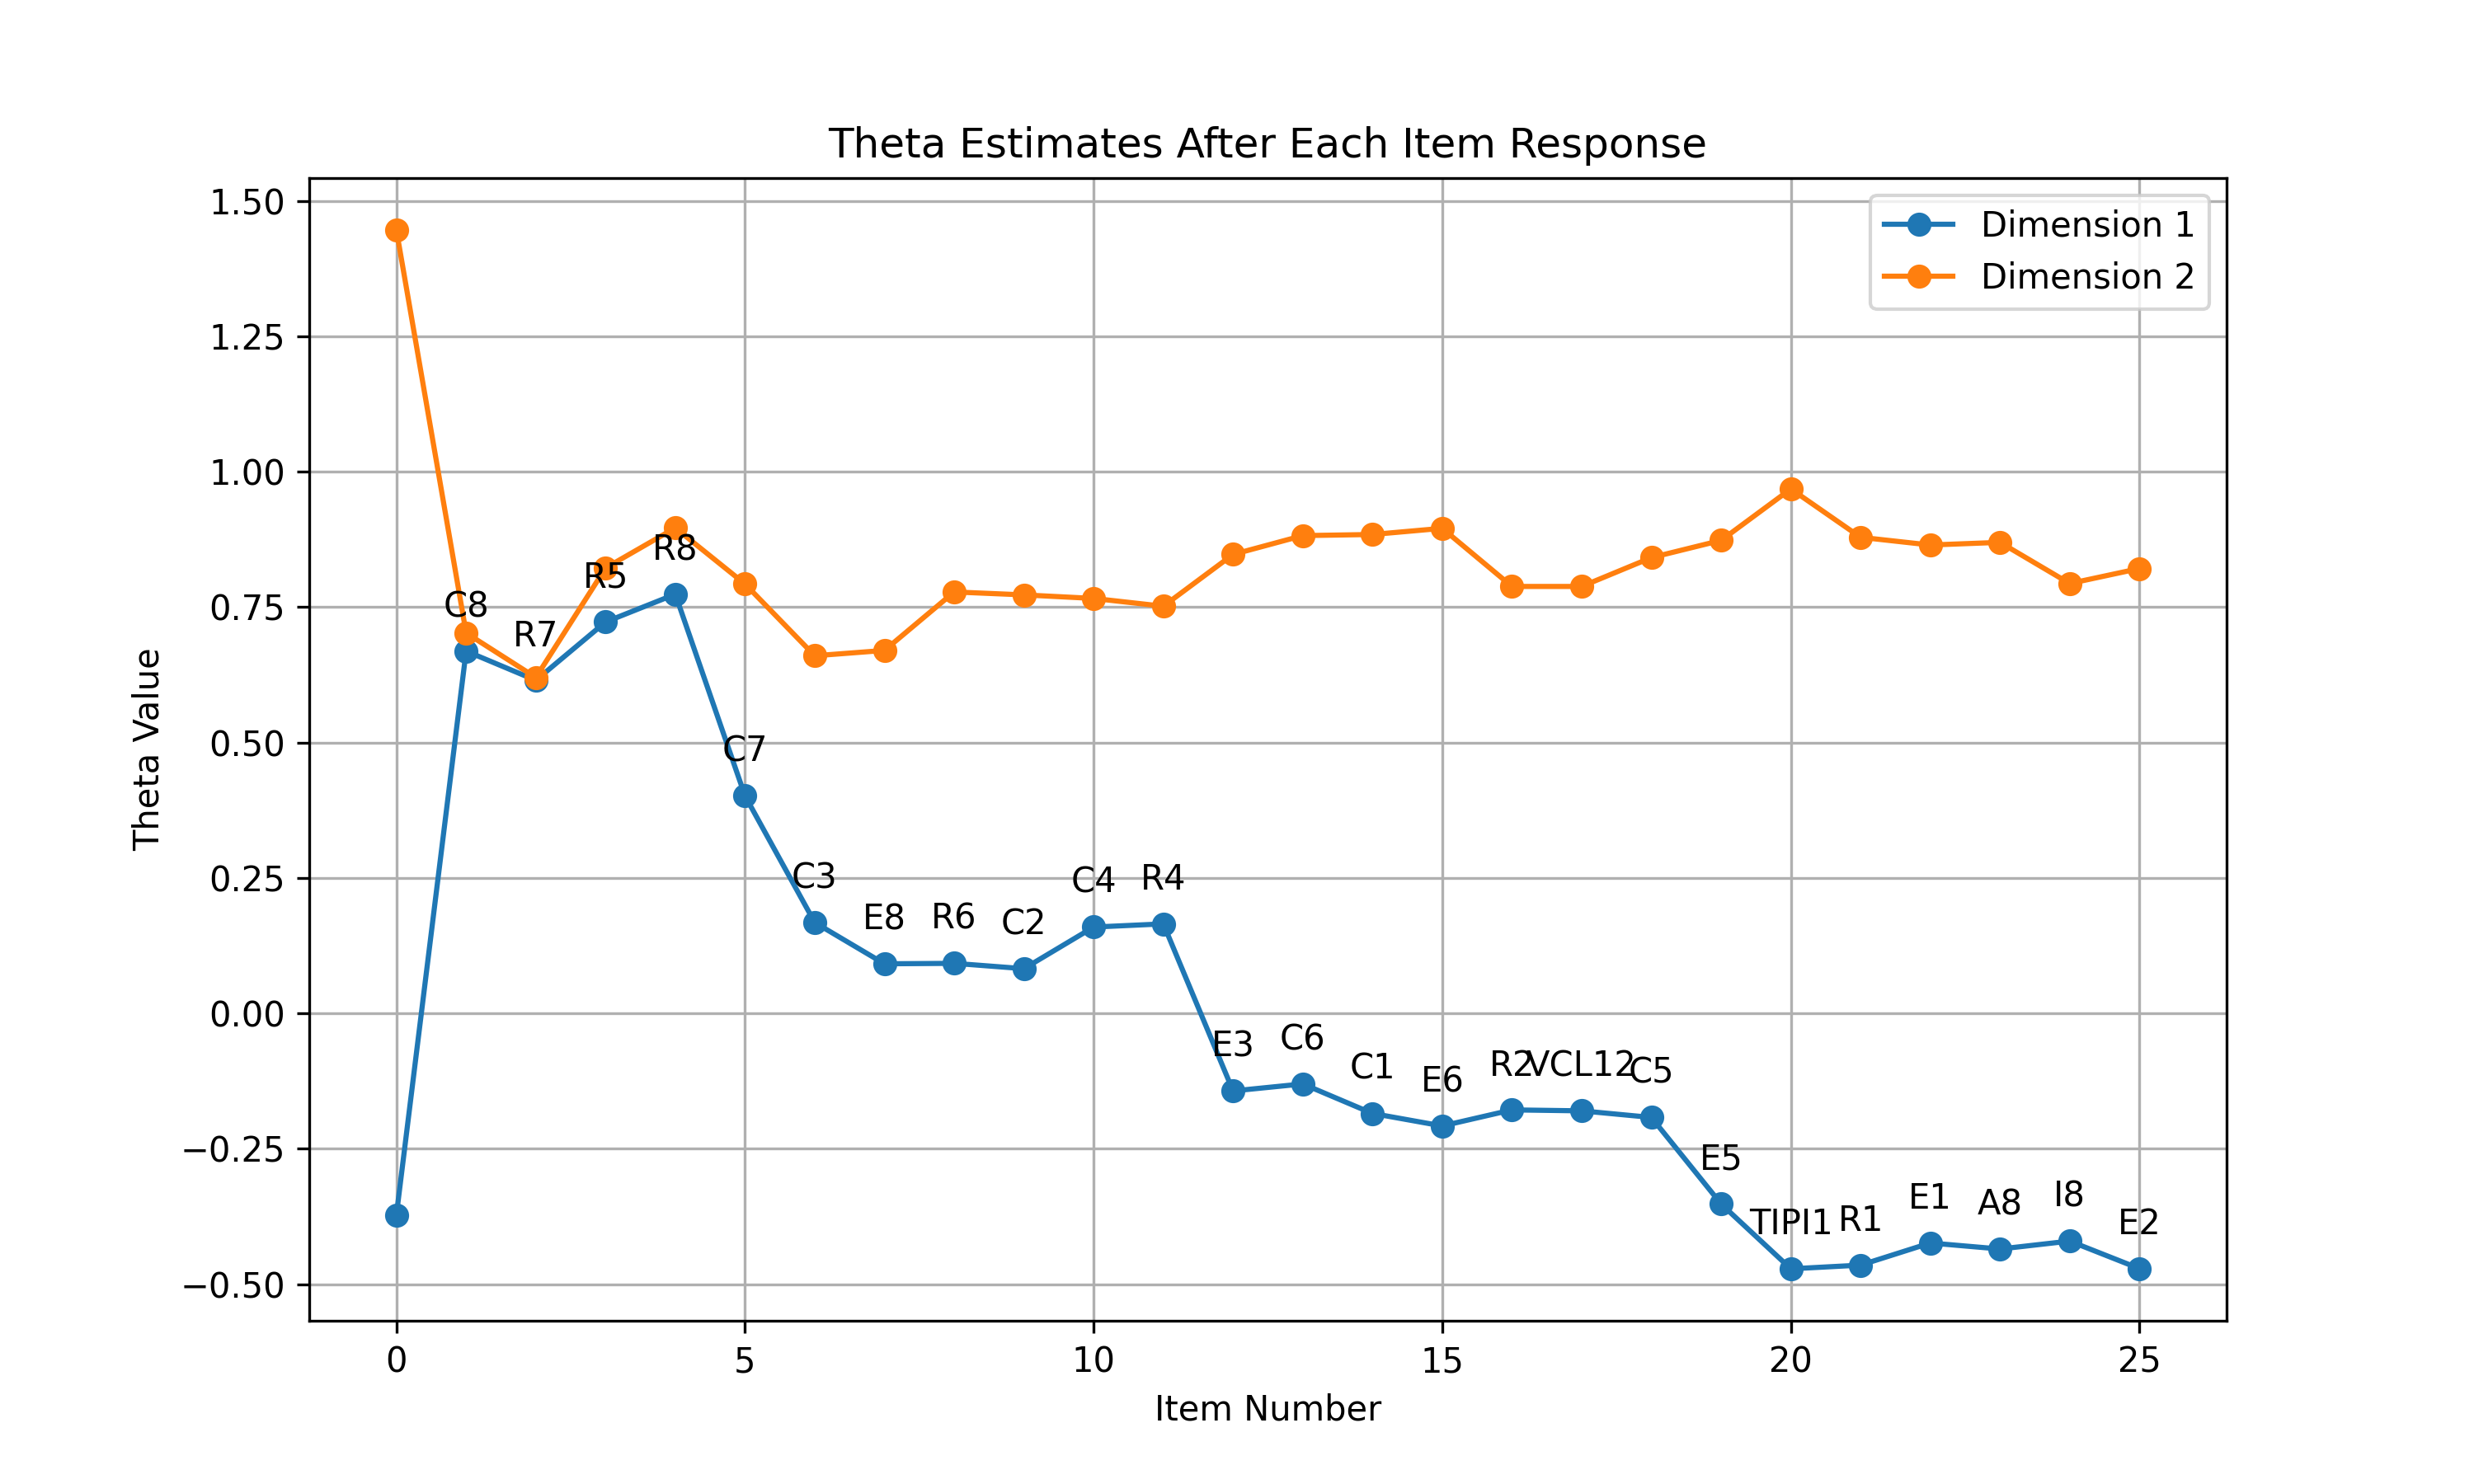 Theta Estimates After Each Item Response
Dimension 1
Dimension 2
Theta Value
1.50
1.25
1.00
0.75
0.50
0.25
0.00
−0.25
−0.50
C8
R7
R5
R8
C7
C3
E8
R6
C2
C4
R4
E3
C6
C1
E6
R2
VCL12
C5
E5
TIPI1
R1
E1
A8
I8
E2
0
5
10
15
20
25
Item Number